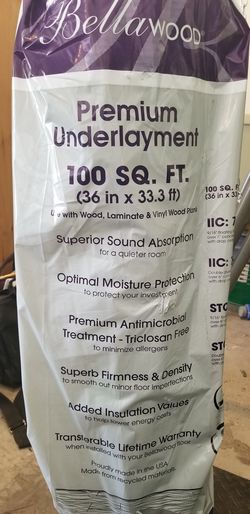 Bellawood
Premium
Underlayment
100 SQ. FT.
(36 in x 33.3 ft)
Use with Wood, Laminate & Vinyl Wood Plank
Superior Sound Absorption
for a quieter room
Optimal Moisture Protection
to protect your investment
Premium Antimicrobial
Treatment - Triclosan Free
to minimize allergens
Superb Firmness & Density
to smooth out minor floor imperfections
Added Insulation Values
to help lower energy costs
Transferable Lifetime Warranty
when installed with your Bellawood floor
Proudly made in the USA
Made from recycled materials.
100 SQ. F
IIC:
IIC:
STC
STC